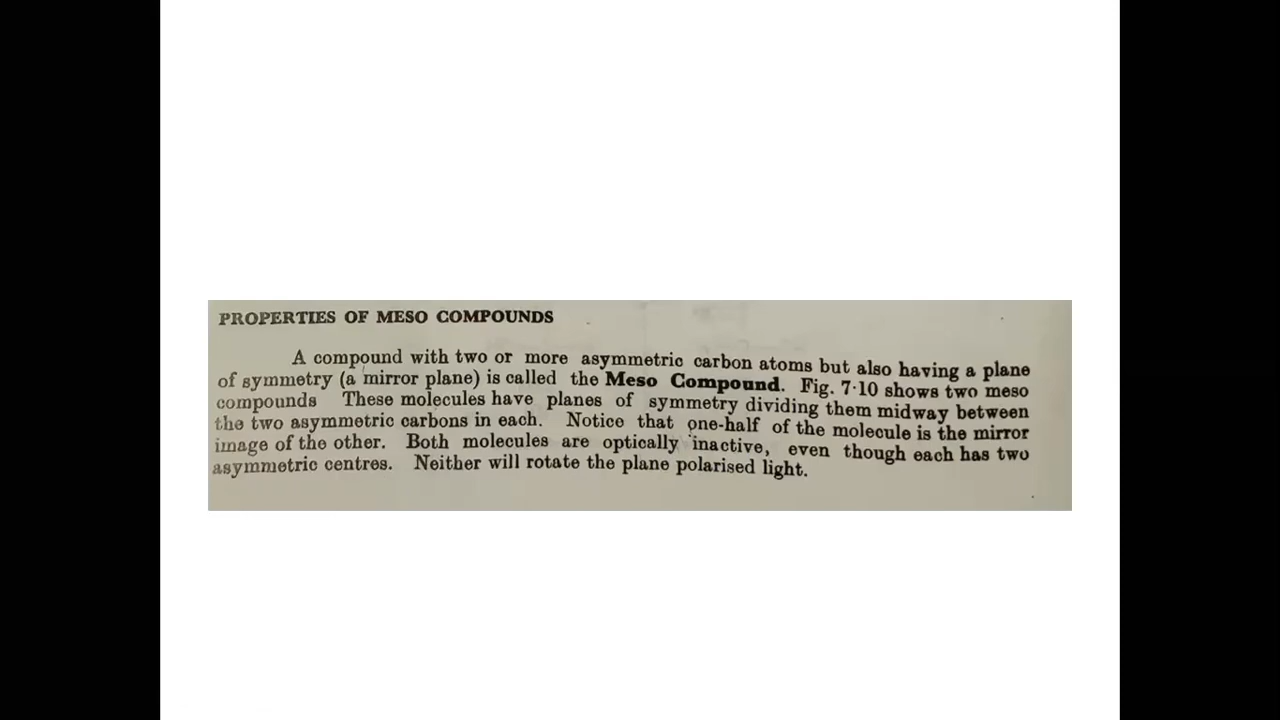 PROPERTIES OF MESO COMPOUNDS
A compound with two or more asymmetric carbon atoms but also having a plane
of symmetry (a mirror plane) is called the Meso Compound. Fig. 7·10 shows two meso
compounds These molecules have planes of symmetry dividing them midway between
the two asymmetric carbons in each. Notice that one-half of the molecule is the mirror
image of the other. Both molecules are optically inactive, even though each has two
asymmetric centres. Neither will rotate the plane polarised light.